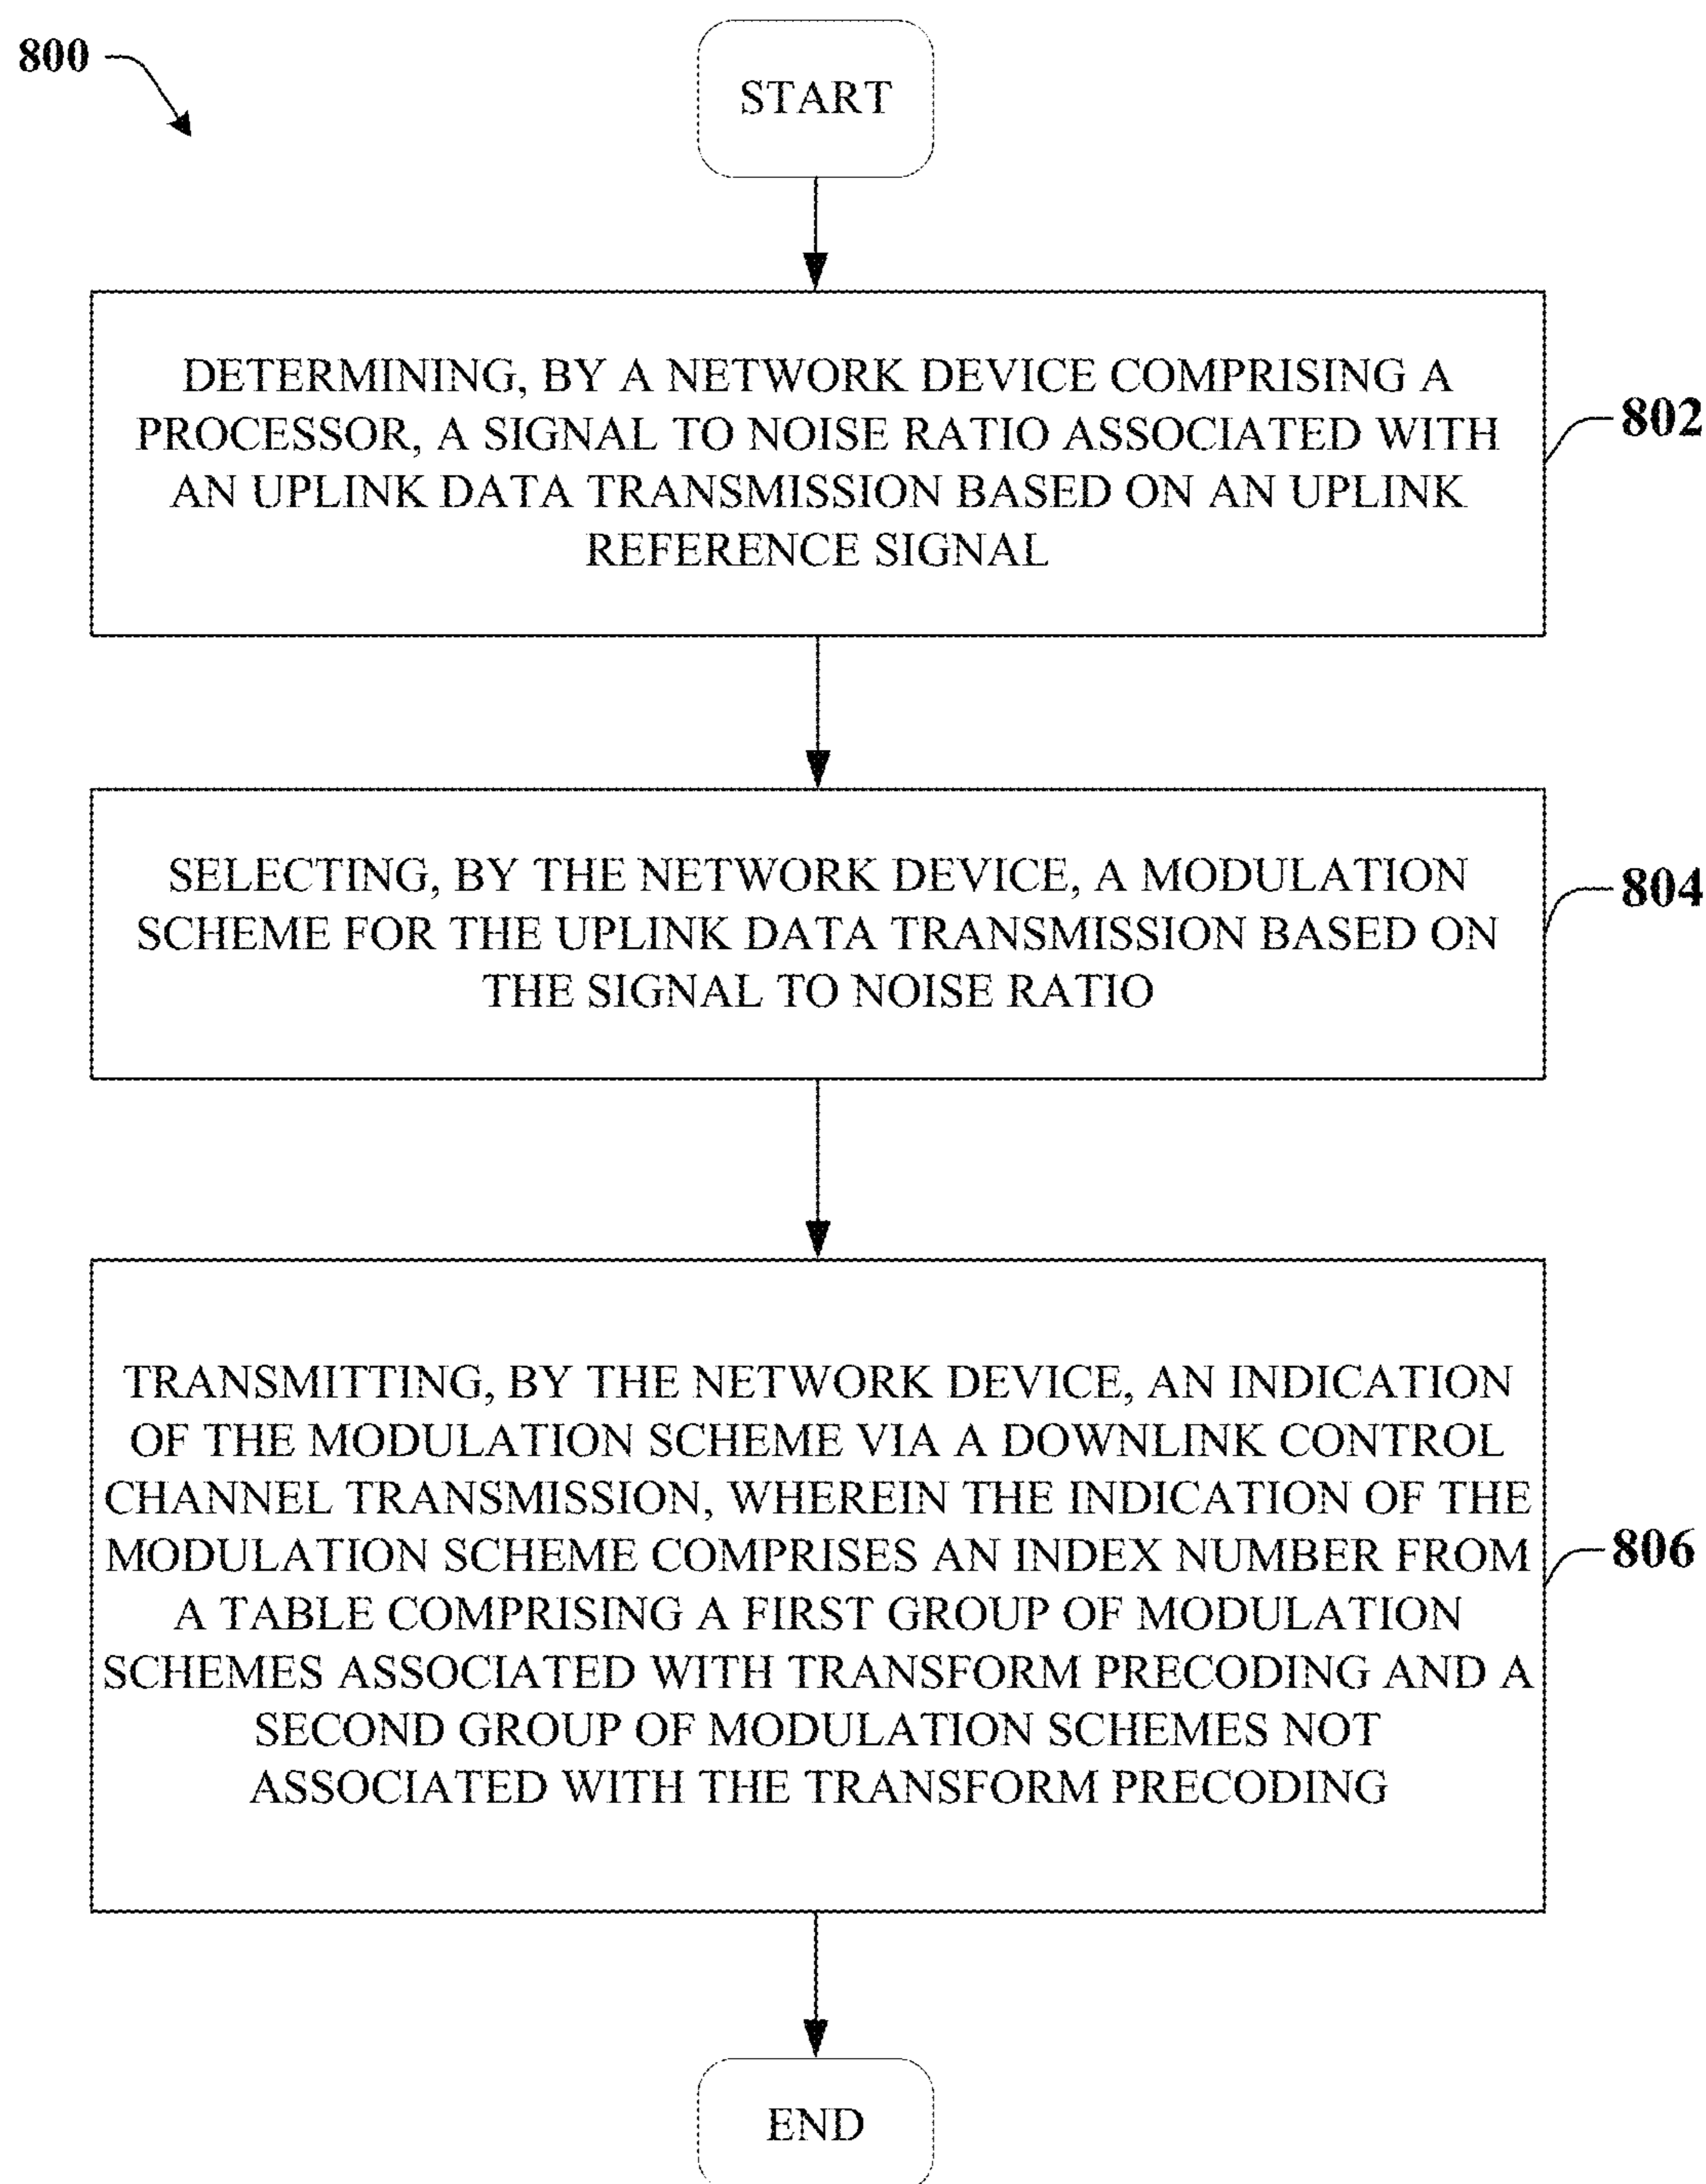 800
START
DETERMINING, BY A NETWORK DEVICE COMPRISING A
PROCESSOR, A SIGNAL TO NOISE RATIO ASSOCIATED WITH
AN UPLINK DATA TRANSMISSION BASED ON AN UPLINK
REFERENCE SIGNAL
802
SELECTING, BY THE NETWORK DEVICE, A MODULATION
SCHEME FOR THE UPLINK DATA TRANSMISSION BASED ON
THE SIGNAL TO NOISE RATIO
804
TRANSMITTING, BY THE NETWORK DEVICE, AN INDICATION
OF THE MODULATION SCHEME VIA A DOWNLINK CONTROL
CHANNEL TRANSMISSION, WHEREIN THE INDICATION OF THE
MODULATION SCHEME COMPRISES AN INDEX NUMBER FROM
A TABLE COMPRISING A FIRST GROUP OF MODULATION
SCHEMES ASSOCIATED WITH TRANSFORM PRECODING AND A
SECOND GROUP OF MODULATION SCHEMES NOT
ASSOCIATED WITH THE TRANSFORM PRECODING
806
END